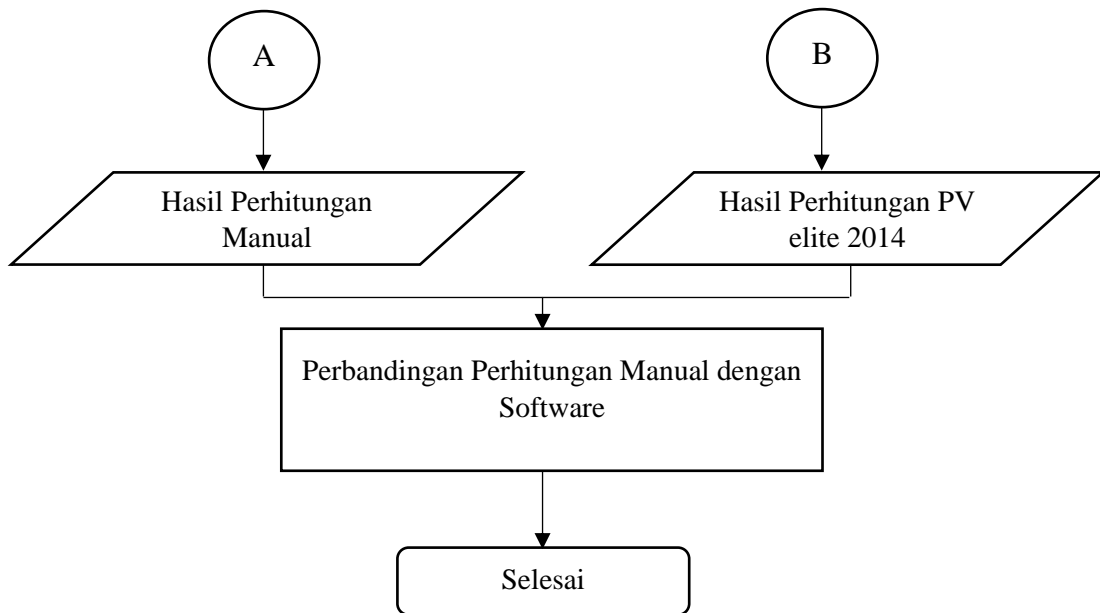 A
B
Hasil Perhitungan
Manual
Hasil Perhitungan PV
elite 2014
Perbandingan Perhitungan Manual dengan
Software
Selesai